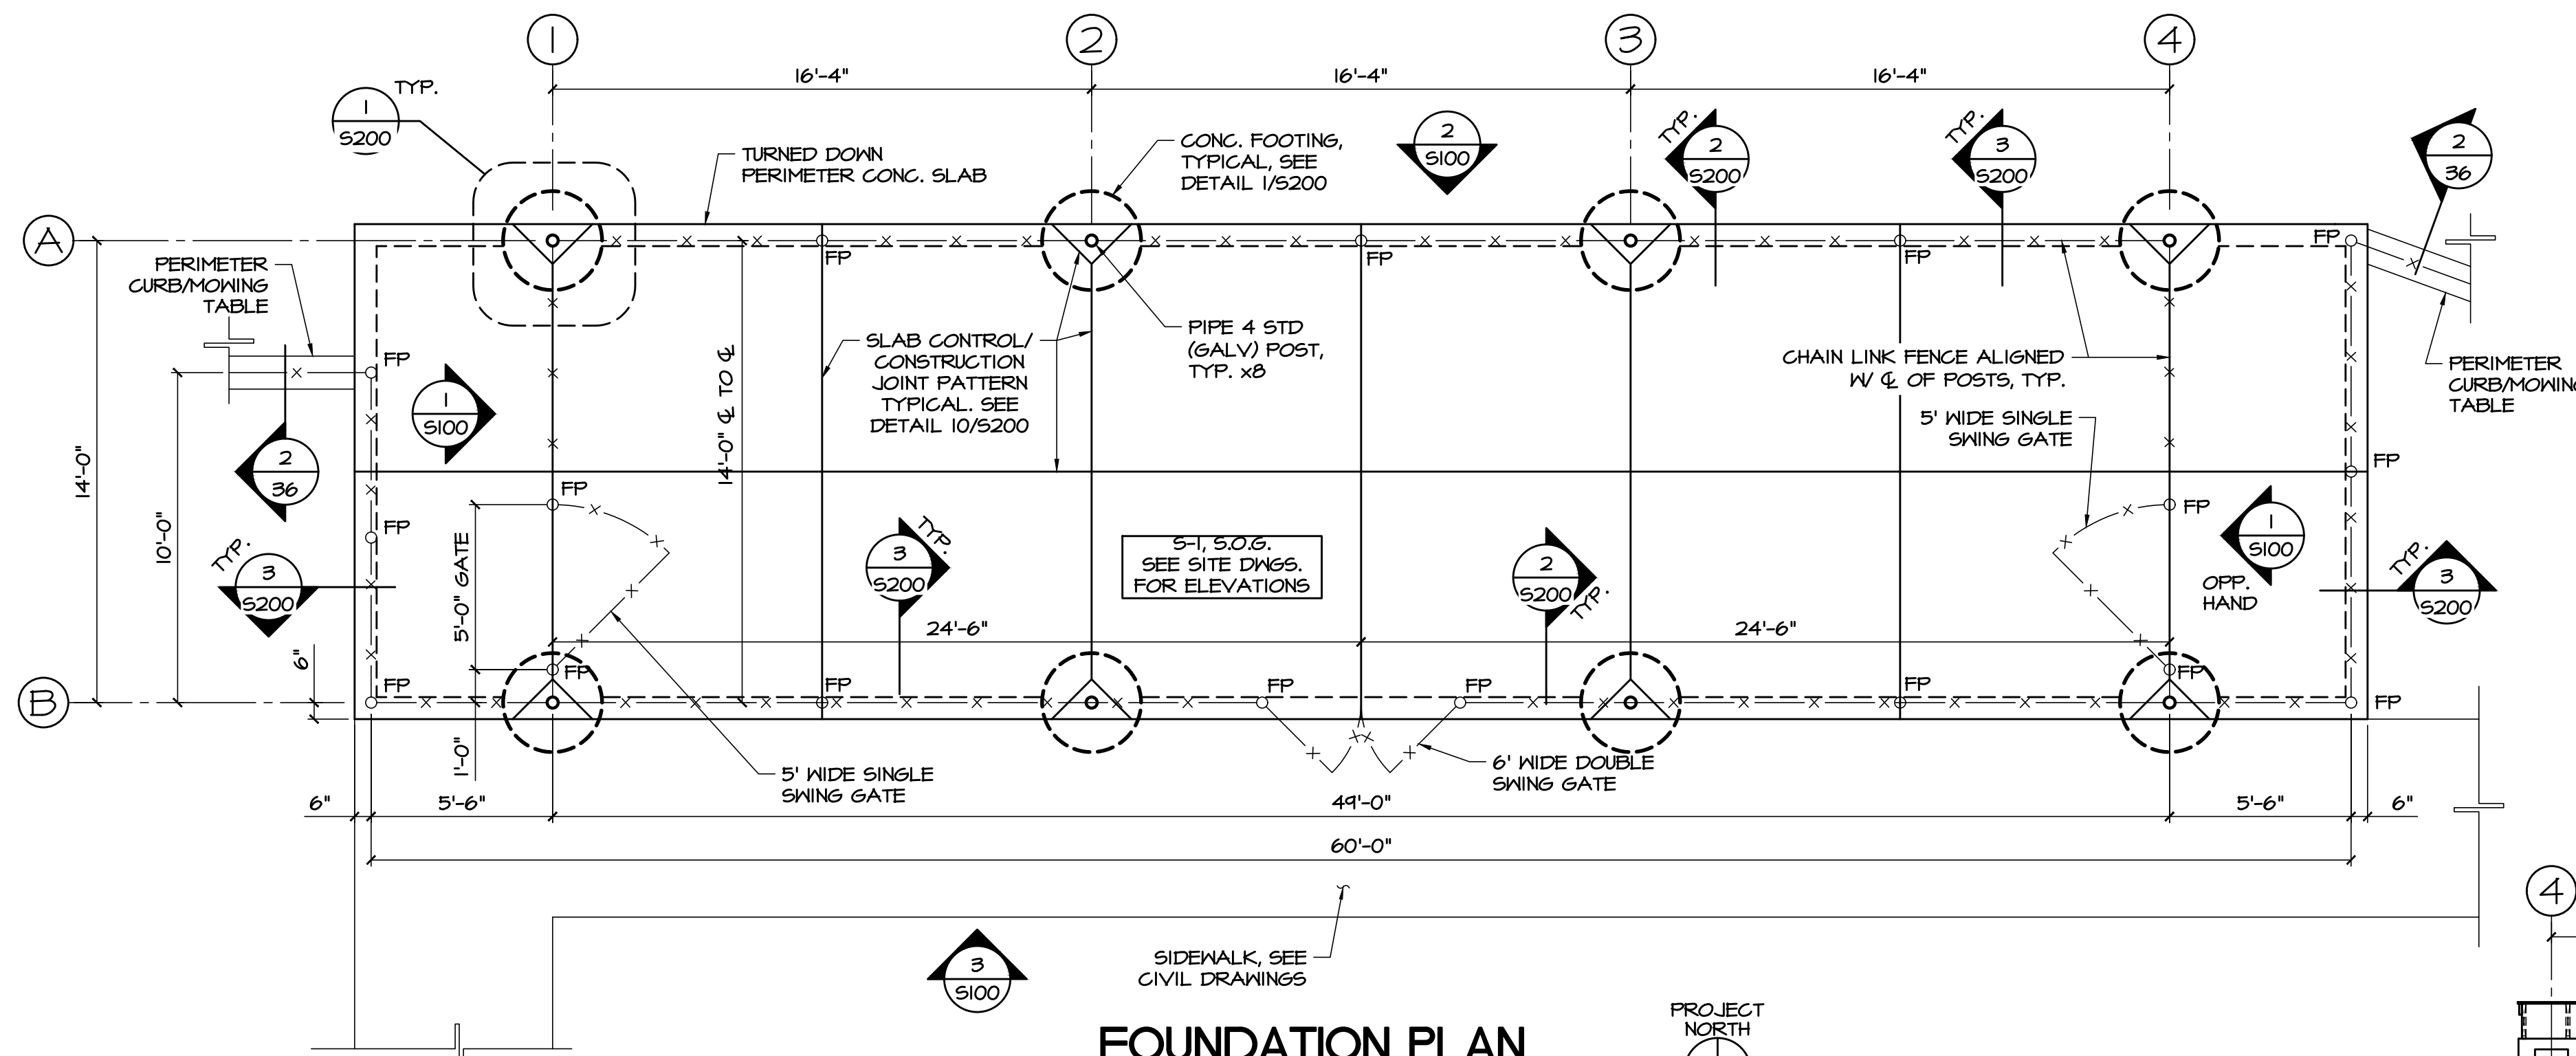 1
2
3
4
16'-4"
16'-4"
16'-4"
TYP.
1
S200
TURNED DOWN
PERIMETER CONC. SLAB
CONC. FOOTING,
TYPICAL, SEE
DETAIL 1/S200
2
S100
TYP.
2
S200
TYP.
3
S200
2
36
A
PERIMETER
CURB/MOWING
TABLE
FP
FP
FP
FP
FP
14'-0"
10'-0"
1
S100
14'-0" ℄ TO ℄
SLAB CONTROL/
CONSTRUCTION
JOINT PATTERN
TYPICAL. SEE
DETAIL 10/S200
PIPE 4 STD
(GALV) POST,
TYP. x8
CHAIN LINK FENCE ALIGNED
W/ ℄ OF POSTS, TYP.
5' WIDE SINGLE
SWING GATE
PERIMETER
CURB/MOWING
TABLE
2
36
FP
FP
FP
FP
TYP.
3
S200
5'-0" GATE
TYP.
3
S200
S-1, S.O.G.
SEE SITE DWGS.
FOR ELEVATIONS
2
S200
TYP.
1
S100
OPP.
HAND
TYP.
3
S200
6"
24'-6"
24'-6"
B
FP
FP
FP
FP
FP
FP
FP
FP
1'-0"
5' WIDE SINGLE
SWING GATE
6' WIDE DOUBLE
SWING GATE
6"
5'-6"
49'-0"
5'-6"
6"
60'-0"
SIDEWALK, SEE
CIVIL DRAWINGS
3
S100
PROJECT
NORTH
FOUNDATION PLAN
4